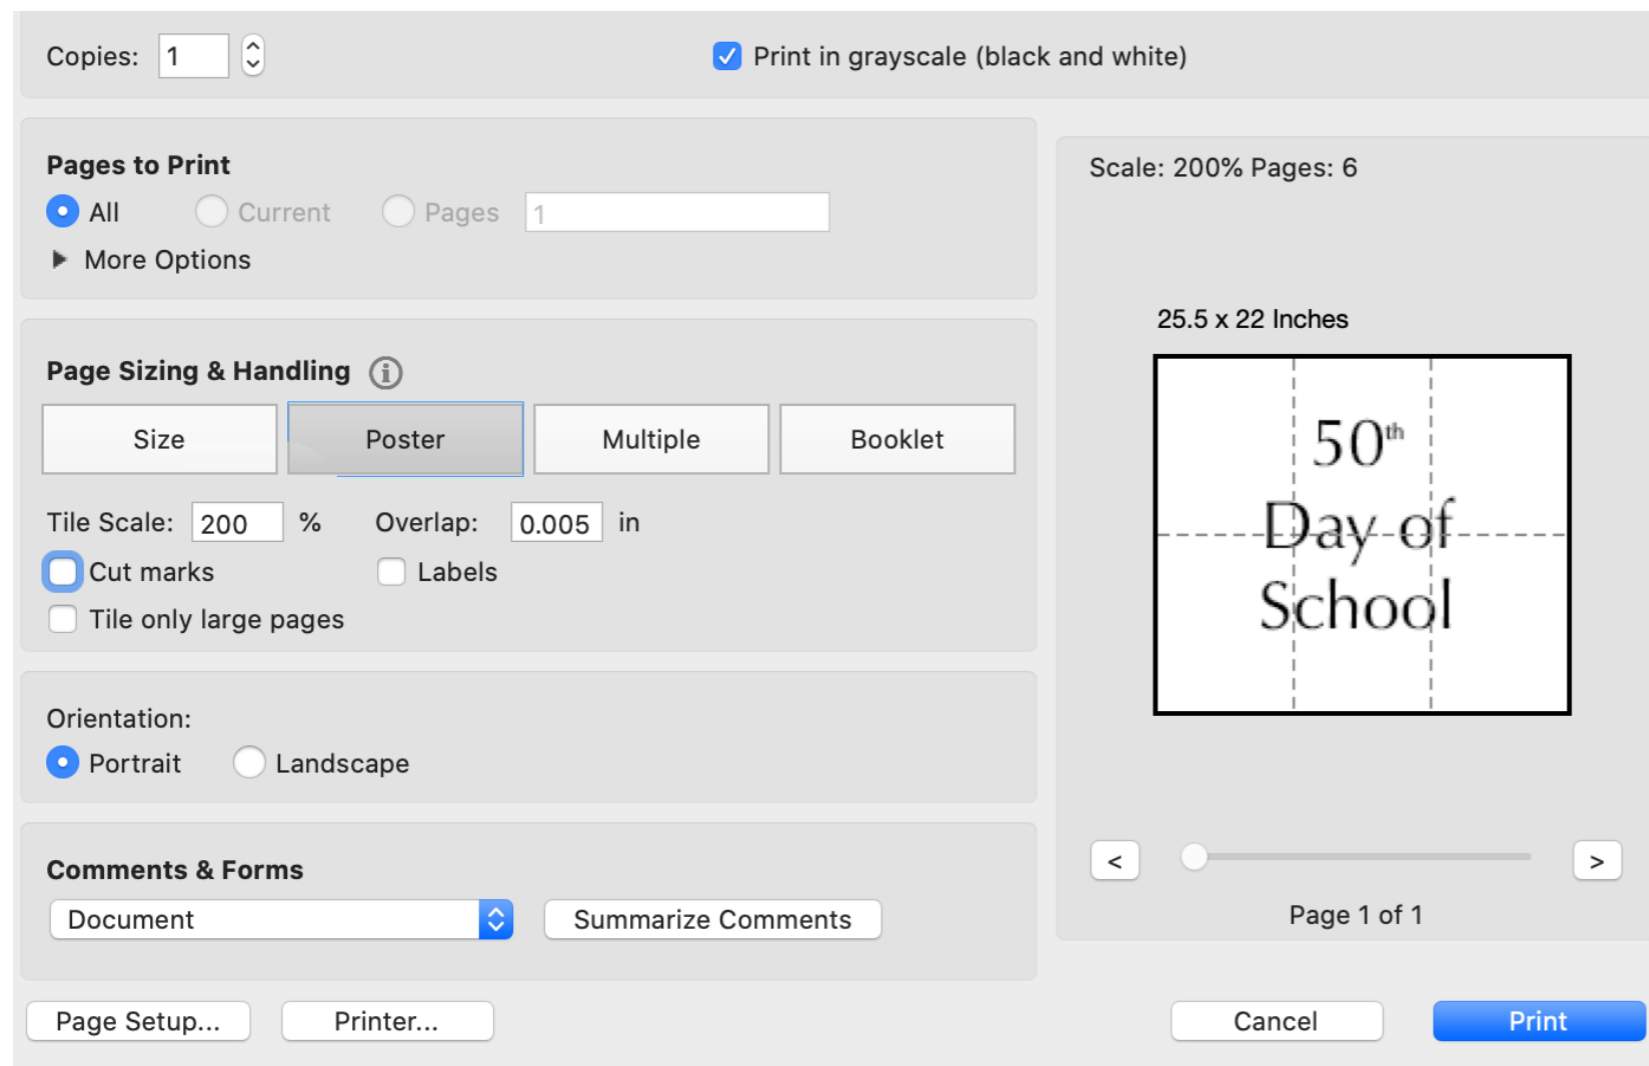 Copies: 1 Print in grayscale (black and white)
Pages to Print
All Current Pages 1
More Options
Page Sizing & Handling
Size Poster Multiple Booklet
Tile Scale: 200 % Overlap: 0.005 in
Cut marks Labels
Tile only large pages
Orientation:
Portrait Landscape
Comments & Forms
Document Summarize Comments
Page Setup... Printer...
Scale: 200% Pages: 6
25.5 x 22 Inches
50th
Day of
School
< >
Page 1 of 1
Cancel Print